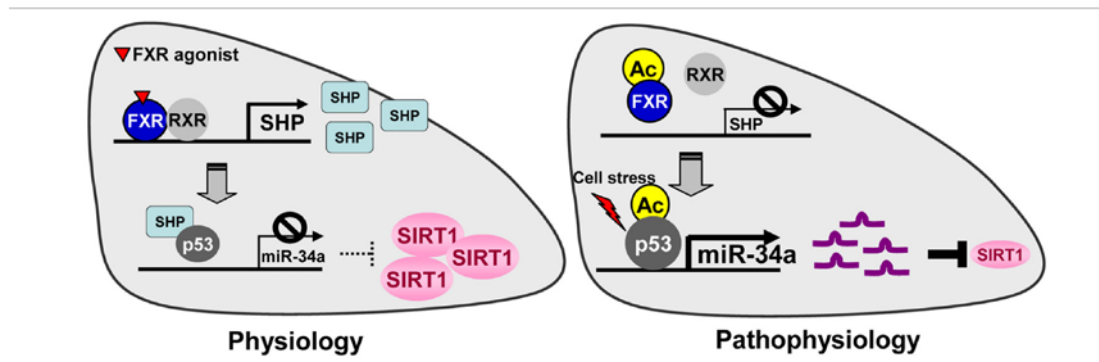 FXR agonist
FXR RXR
SHP
SHP
SHP
SHP
SHP
p53
miR-34a
SIRT1
SIRT1
SIRT1
Physiology
Ac
FXR
RXR
SHP
Cell stress
Ac
p53
miR-34a
SIRT1
Pathophysiology